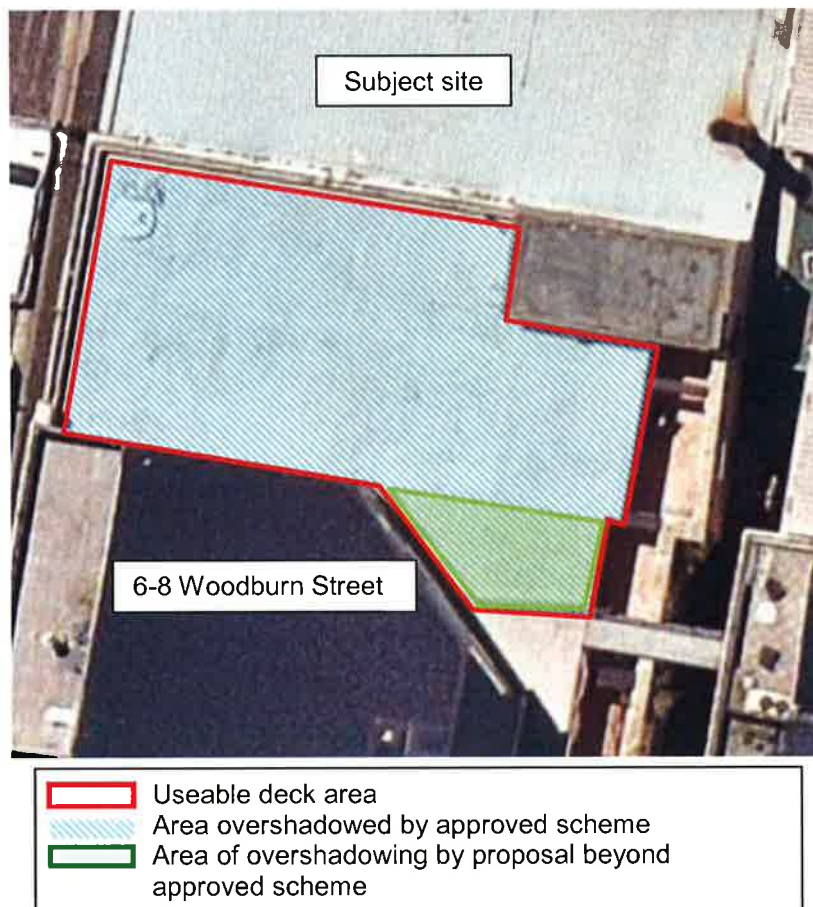 Subject site
6-8 Woodburn Street
Useable deck area
Area overshadowed by approved scheme
Area of overshadowing by proposal beyond
approved scheme